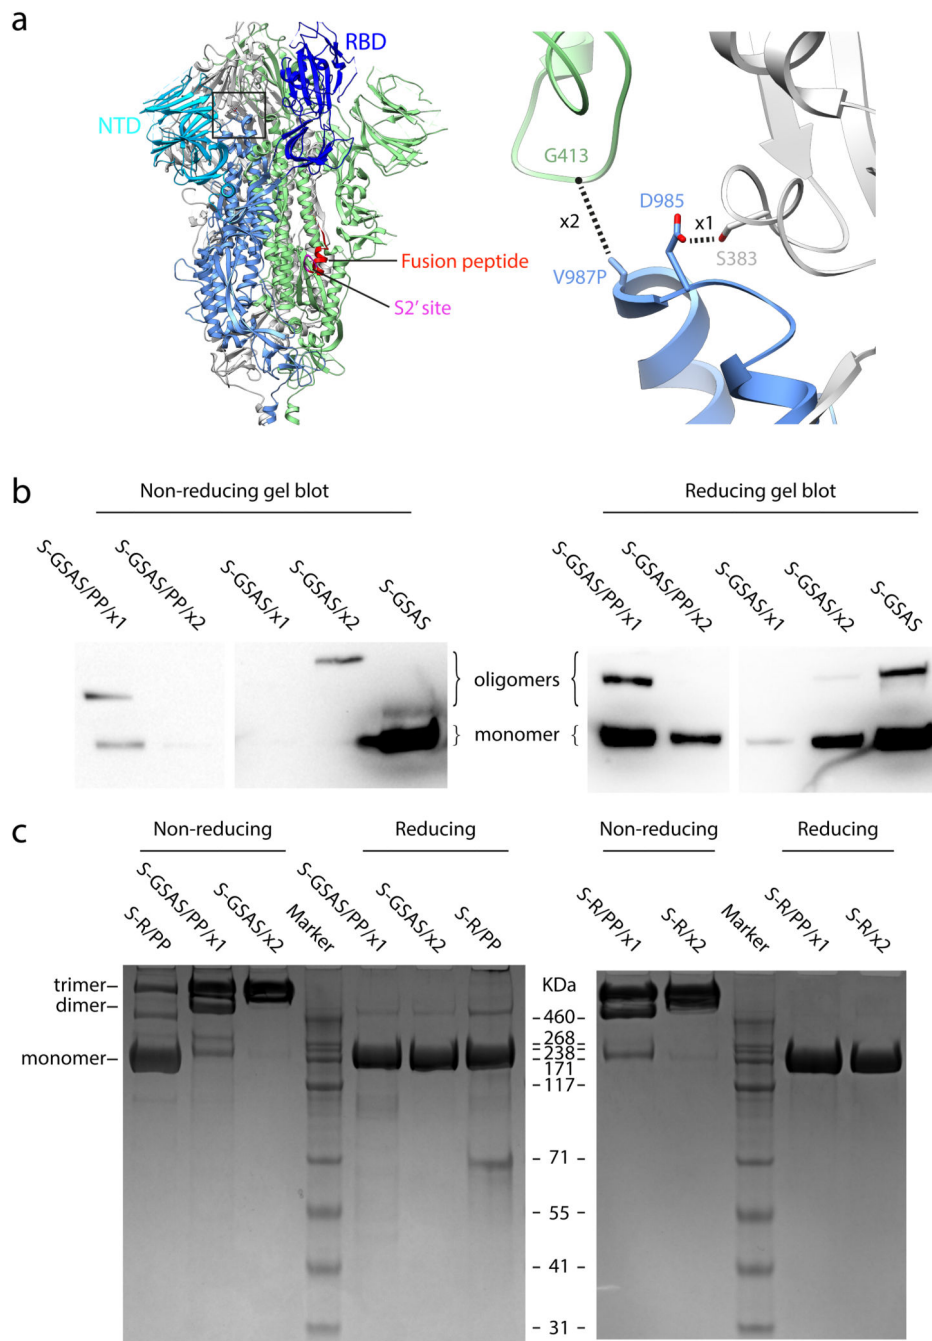 a
RBD
NTD
Fusion peptide
S2′ site
G413
x2
D985
x1
S383
V987P
b
Non-reducing gel blot
Reducing gel blot
S-GSAS/PP/x1
S-GSAS/PP/x2
S-GSAS/x1
S-GSAS/x2
S-GSAS
S-GSAS/PP/x1
S-GSAS/PP/x2
S-GSAS/x1
S-GSAS/x2
S-GSAS
oligomers
monomer
c
Non-reducing
Reducing
Non-reducing
Reducing
S-R/PP
S-GSAS/PP/x1
S-GSAS/x2
Marker
S-GSAS/PP/x1
S-GSAS/x2
S-R/PP
S-R/PP/x1
S-R/x2
Marker
S-R/PP/x1
S-R/x2
trimer
dimer
monomer
KDa
460
268
238
171
117
71
55
41
31